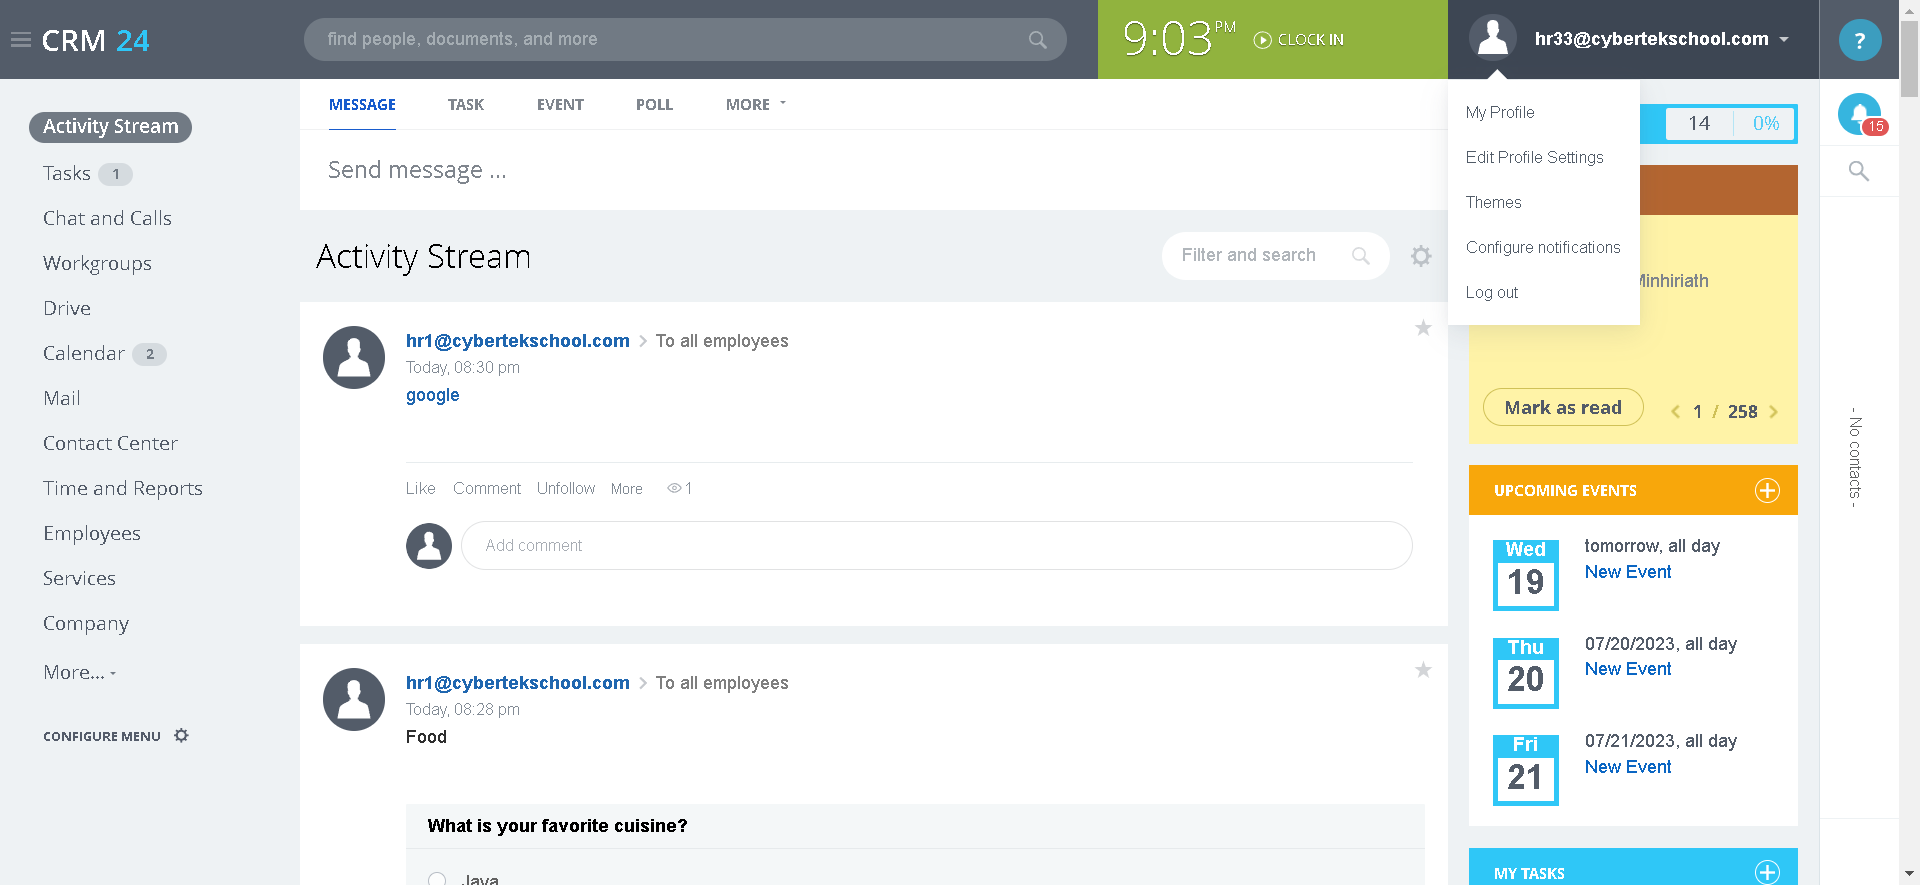 CRM 24
find people, documents, and more
9:03 PM
CLOCK IN
hr33@cybertekschool.com
?
Activity Stream
Tasks 1
Chat and Calls
Workgroups
Drive
Calendar 2
Mail
Contact Center
Time and Reports
Employees
Services
Company
More...
CONFIGURE MENU
MESSAGE TASK EVENT POLL MORE
Send message ...
Activity Stream
Filter and search
hr1@cybertekschool.com To all employees
Today, 08:30 pm
google
Like Comment Unfollow More 1
Add comment
hr1@cybertekschool.com To all employees
Today, 08:28 pm
Food
What is your favorite cuisine?
Java
My Profile
Edit Profile Settings
Themes
Configure notifications
Log out
14 0%
Minhiriath
Mark as read
1 / 258
UPCOMING EVENTS
Wed
19
tomorrow, all day
New Event
Thu
20
07/20/2023, all day
New Event
Fri
21
07/21/2023, all day
New Event
MY TASKS
15
- No contacts -